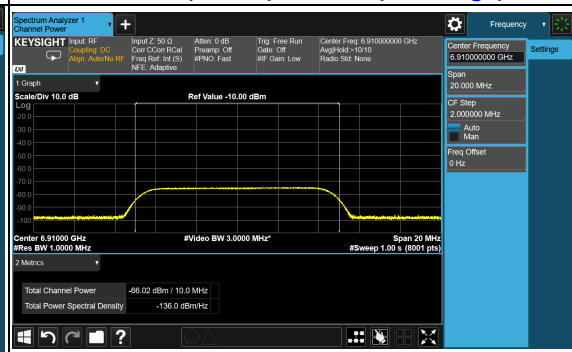 Spectrum Analyzer 1
Channel Power
+
Frequency
KEYSIGHT
Input: RF
Coupling: DC
Align: Auto/No RF
Input Z: 50 Ω
Corr CCorr RCal
Freq Ref: Int (S)
NFE: Adaptive
Atten: 0 dB
Preamp: Off
#PNO: Fast
Trig: Free Run
Gate: Off
#IF Gain: Low
Center Freq: 6.910000000 GHz
Avg|Hold:>10/10
Radio Std: None
LXI
1 Graph
Scale/Div 10.0 dB
Ref Value -10.00 dBm
Log
-20.0
-30.0
-40.0
-50.0
-60.0
-70.0
-80.0
-90.0
-100
Center 6.91000 GHz
#Video BW 3.0000 MHz*
Span 20 MHz
#Res BW 1.0000 MHz
#Sweep 1.00 s (8001 pts)
2 Metrics
Total Channel Power -66.02 dBm / 10.0 MHz
Total Power Spectral Density -136.0 dBm/Hz
Center Frequency
6.910000000 GHz
Settings
Span
20.000 MHz
CF Step
2.000000 MHz
Auto
Man
Freq Offset
0 Hz
?